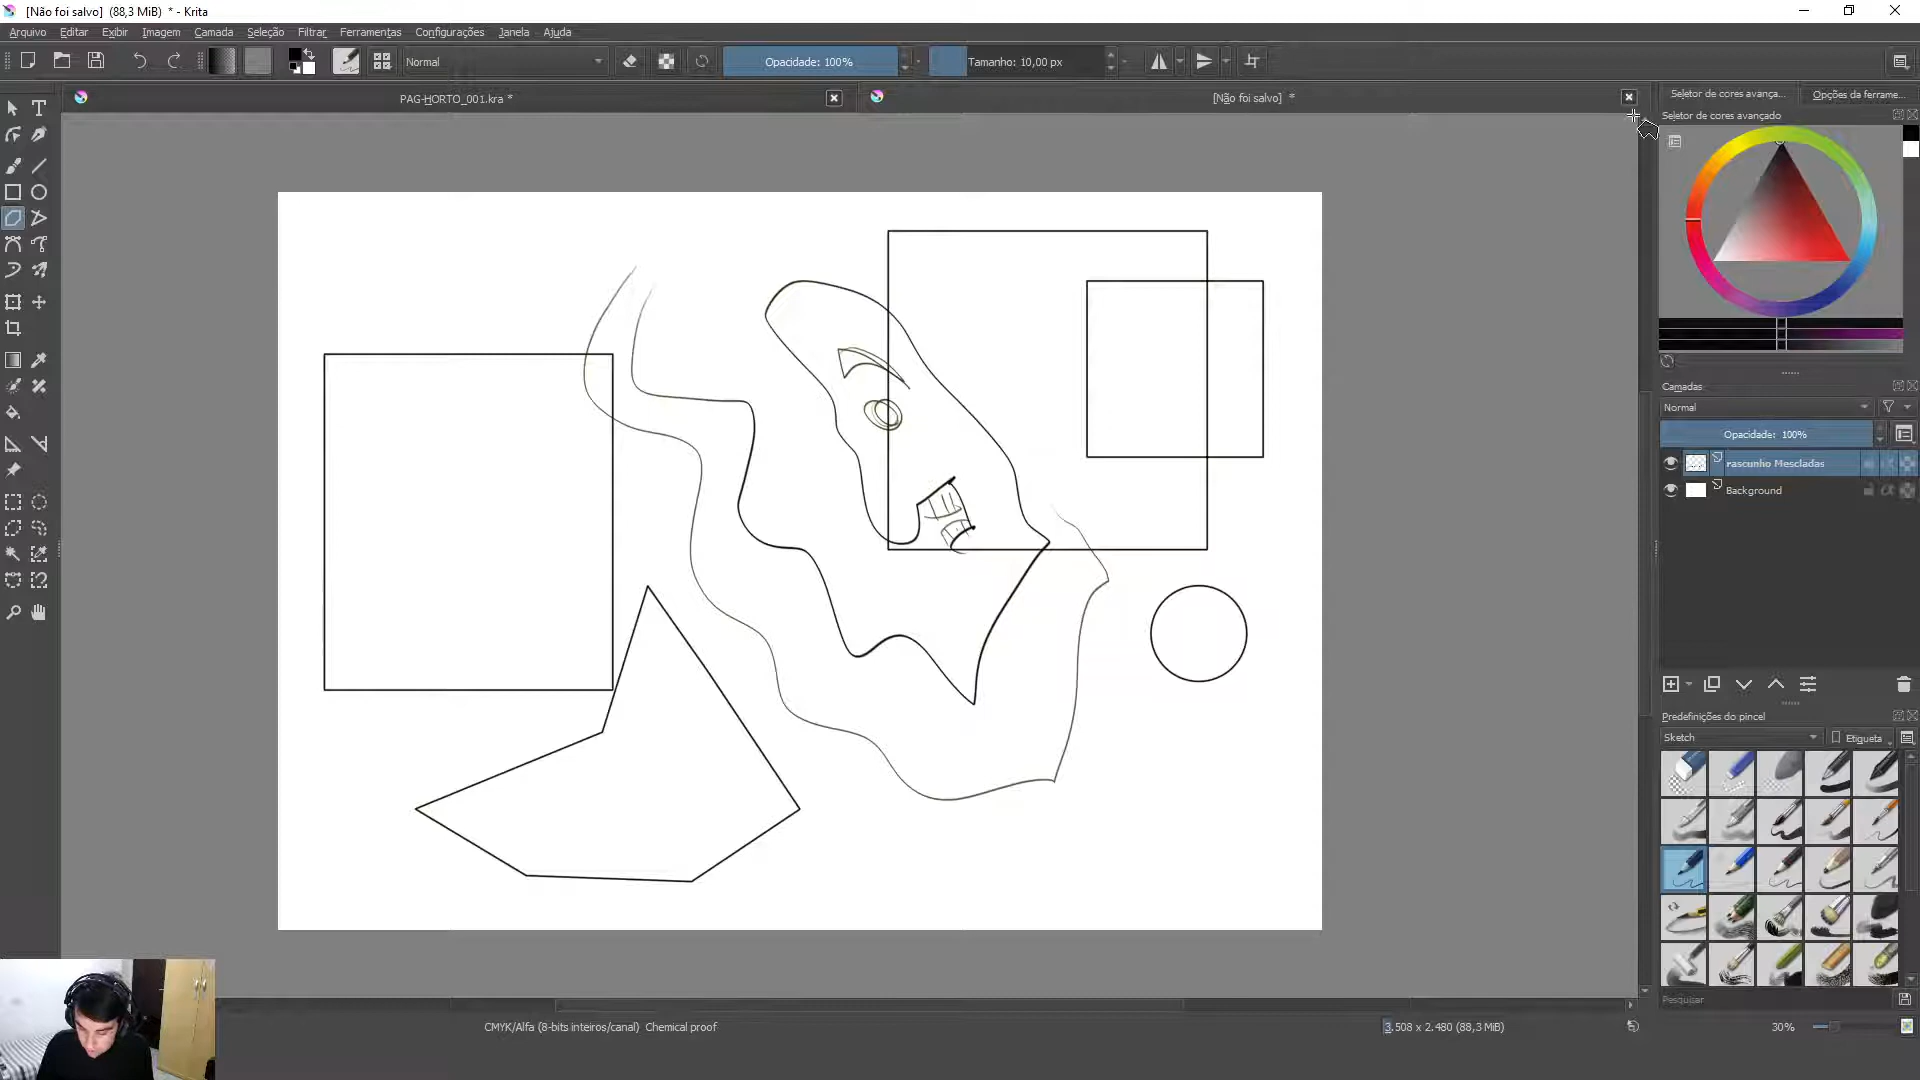 [Não foi salvo] (88,3 MiB) * - Krita
Arquivo Editar Exibir Imagem Camada Seleção Filtrar Ferramentas Configurações Janela Ajuda
Normal
Opacidade: 100%
Tamanho: 10,00 px
PAG-HORTO_001.kra *
[Não foi salvo] *
Seletor de cores avança...
Opções da ferrame...
Seletor de cores avançado
Camadas
Normal
Opacidade: 100%
rascunho Mescladas
Background
Predefinições do pincel
Sketch
Etiqueta
Pesquisar
CMYK/Alfa (8-bits inteiros/canal) Chemical proof
3.508 x 2.480 (88,3 MiB)
30%